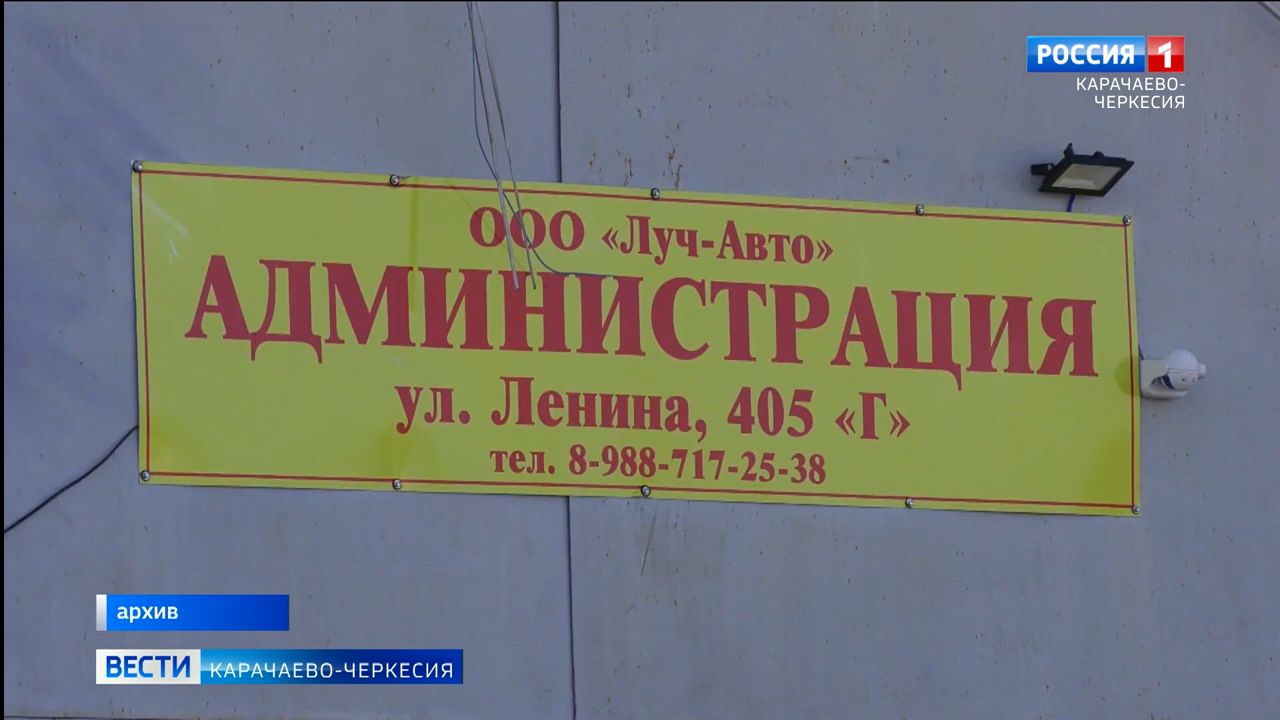 РОССИЯ 1
КАРАЧАЕВО-
ЧЕРКЕСИЯ
ООО «Луч-Авто»
АДМИНИСТРАЦИЯ
ул. Ленина, 405 «Г»
тел. 8-988-717-25-38
архив
ВЕСТИ КАРАЧАЕВО-ЧЕРКЕСИЯ